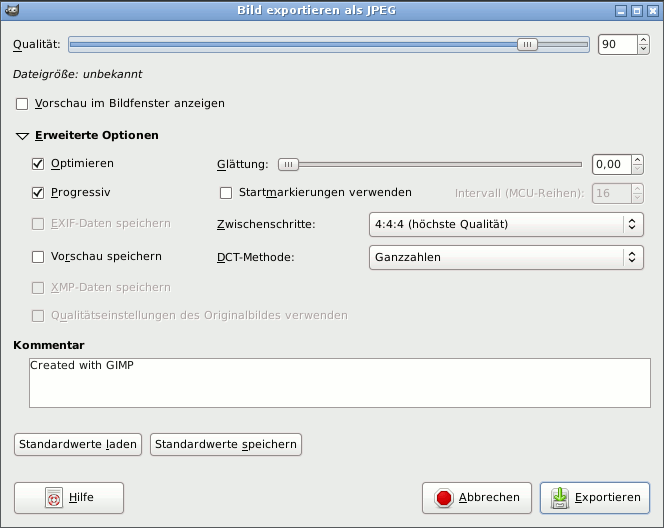 Bild exportieren als JPEG
Qualität: 90
Dateigröße: unbekannt
Vorschau im Bildfenster anzeigen
Erweiterte Optionen
Optimieren Glättung: 0,00
Progressiv Startmarkierungen verwenden Intervall (MCU-Reihen): 16
EXIF-Daten speichern Zwischenschritte: 4:4:4 (höchste Qualität)
Vorschau speichern DCT-Methode: Ganzzahlen
XMP-Daten speichern
Qualitätseinstellungen des Originalbildes verwenden
Kommentar
Created with GIMP
Standardwerte laden Standardwerte speichern
Hilfe Abbrechen Exportieren